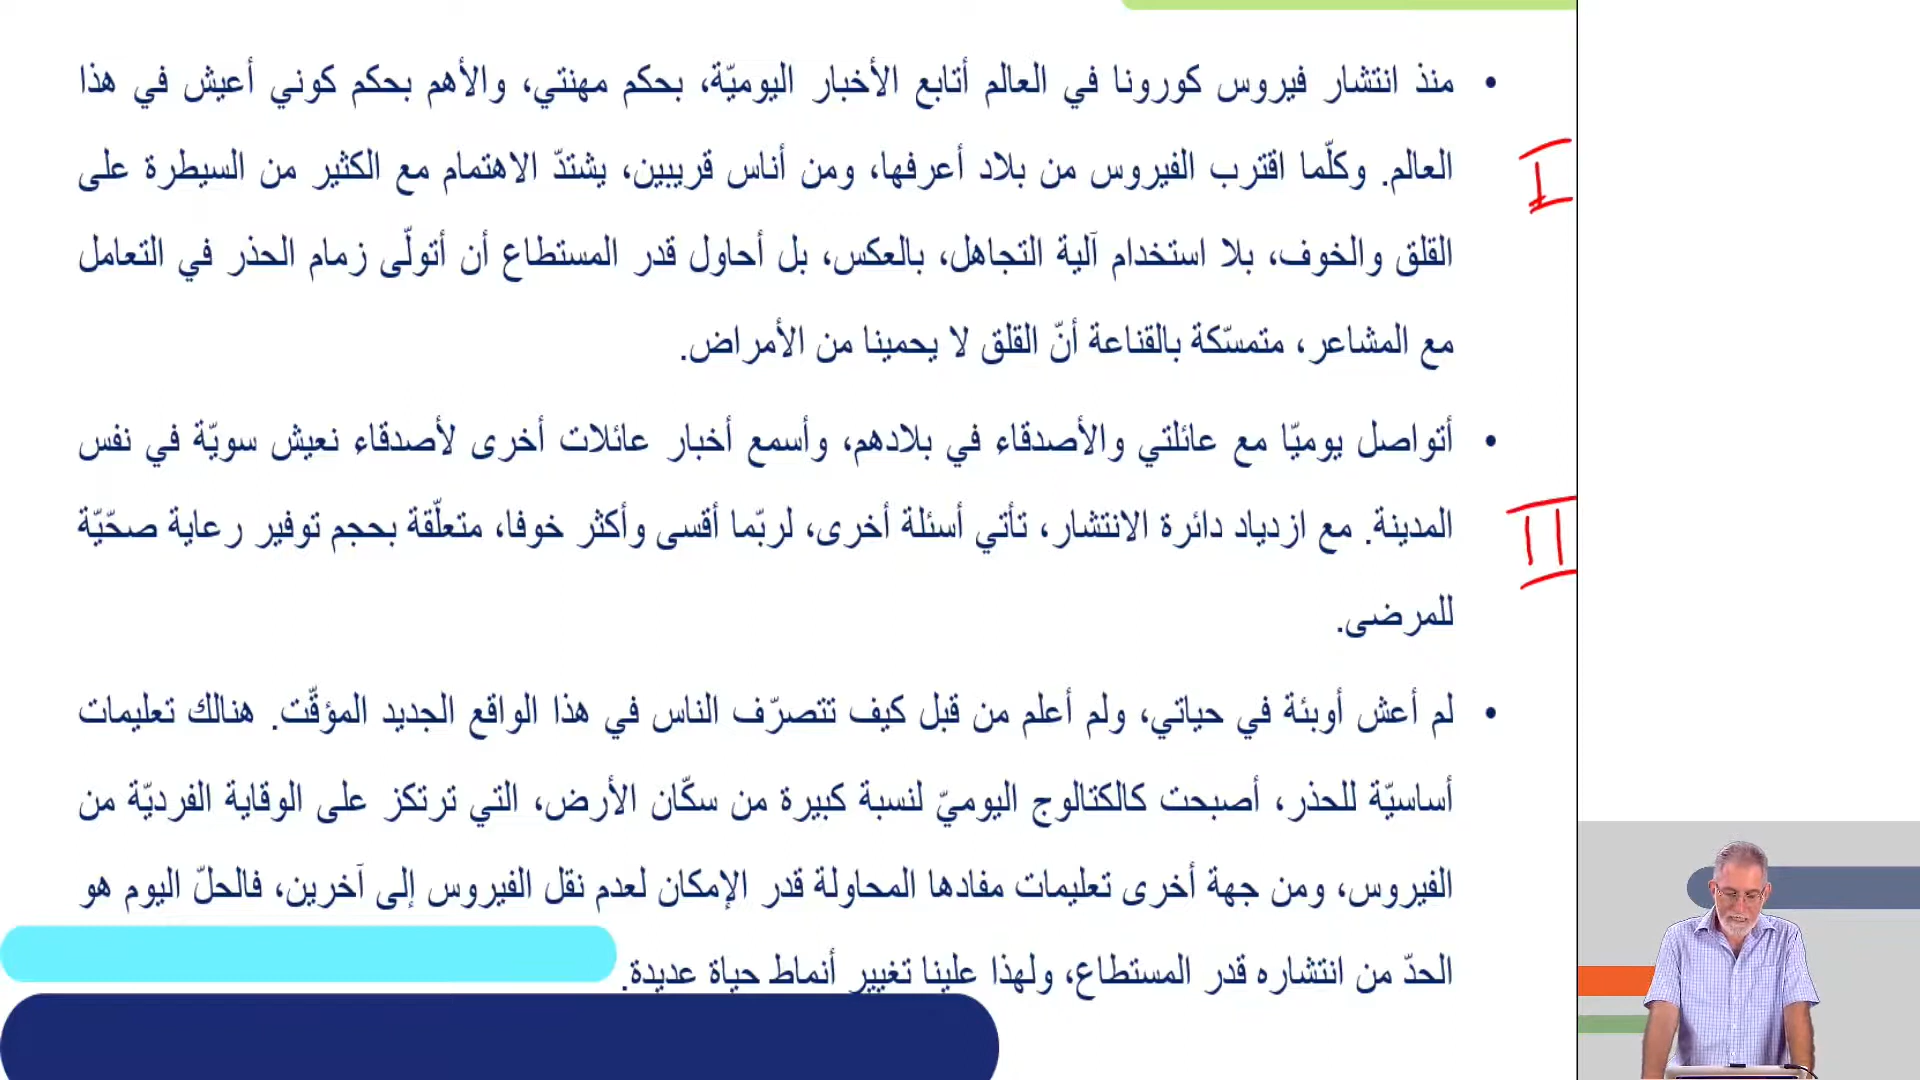 • منذ انتشار فيروس كورونا في العالم أتابع الأخبار اليوميّة، بحكم مهنتي، والأهم بحكم كوني أعيش في هذا
العالم. وكلّما اقترب الفيروس من بلاد أعرفها، ومن أناس قريبين، يشتدّ الاهتمام مع الكثير من السيطرة على
القلق والخوف، بلا استخدام آلية التجاهل، بالعكس، بل أحاول قدر المستطاع أن أتولّى زمام الحذر في التعامل
مع المشاعر، متمسّكة بالقناعة أنّ القلق لا يحمينا من الأمراض.
I
• أتواصل يوميّا مع عائلتي والأصدقاء في بلادهم، وأسمع أخبار عائلات أخرى لأصدقاء نعيش سويّة في نفس
المدينة. مع ازدياد دائرة الانتشار، تأتي أسئلة أخرى، لربّما أقسى وأكثر خوفا، متعلّقة بحجم توفير رعاية صحّيّة
للمرضى.
II
• لم أعش أوبئة في حياتي، ولم أعلم من قبل كيف تتصرّف الناس في هذا الواقع الجديد المؤقّت. هنالك تعليمات
أساسيّة للحذر، أصبحت كالكتالوج اليوميّ لنسبة كبيرة من سكّان الأرض، التي ترتكز على الوقاية الفرديّة من
الفيروس، ومن جهة أخرى تعليمات مفادها المحاولة قدر الإمكان لعدم نقل الفيروس إلى آخرين، فالحلّ اليوم هو
الحدّ من انتشاره قدر المستطاع، ولهذا علينا تغيير أنماط حياة عديدة.